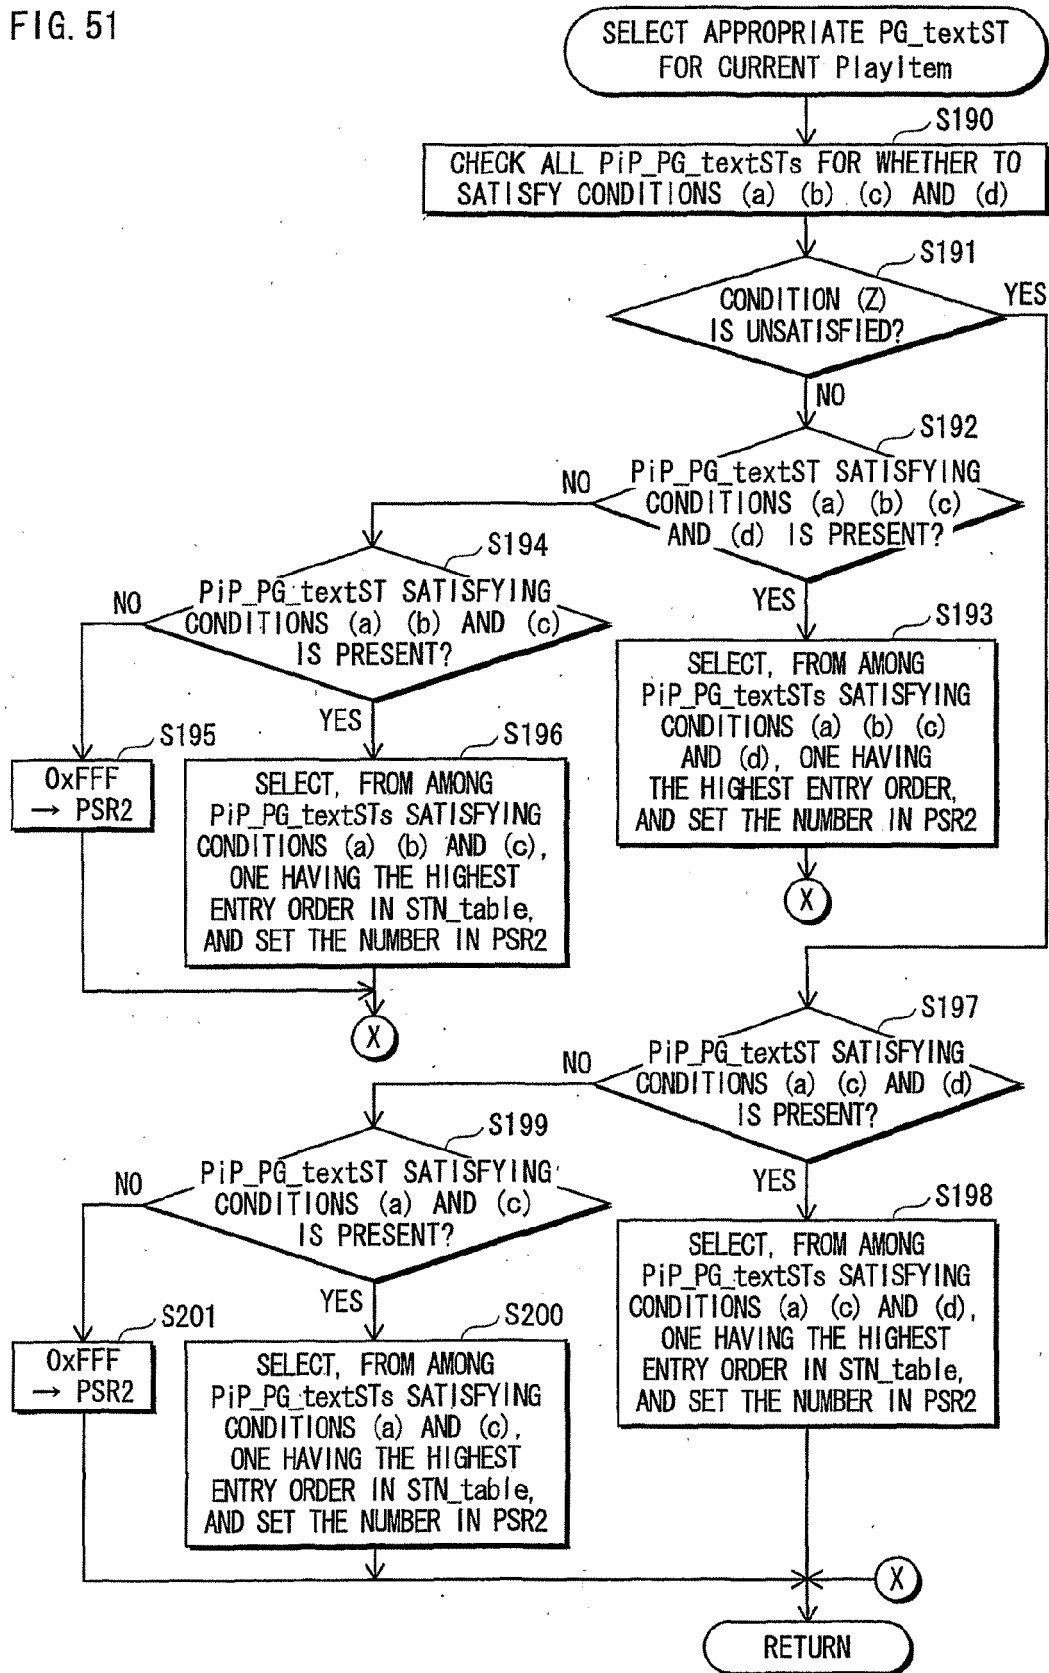 FIG. 51
SELECT APPROPRIATE PG_textST
FOR CURRENT PlayItem
S190
CHECK ALL PiP_PG_textSTs FOR WHETHER TO
SATISFY CONDITIONS (a) (b) (c) AND (d)
S191
CONDITION (Z)
IS UNSATISFIED?
YES
NO
S192
PiP_PG_textST SATISFYING
CONDITIONS (a) (b) (c)
AND (d) IS PRESENT?
NO
YES
S194
PiP_PG_textST SATISFYING
CONDITIONS (a) (b) AND (c)
IS PRESENT?
NO
YES
S193
SELECT, FROM AMONG
PiP_PG_textSTs SATISFYING
CONDITIONS (a) (b) (c)
AND (d), ONE HAVING
THE HIGHEST ENTRY ORDER,
AND SET THE NUMBER IN PSR2
X
S195
0xFFF
→ PSR2
S196
SELECT, FROM AMONG
PiP_PG_textSTs SATISFYING
CONDITIONS (a) (b) AND (c),
ONE HAVING THE HIGHEST
ENTRY ORDER IN STN_table,
AND SET THE NUMBER IN PSR2
X
S197
PiP_PG_textST SATISFYING
CONDITIONS (a) (c) AND (d)
IS PRESENT?
NO
YES
S199
PiP_PG_textST SATISFYING
CONDITIONS (a) AND (c)
IS PRESENT?
NO
YES
S198
SELECT, FROM AMONG
PiP_PG_textSTs SATISFYING
CONDITIONS (a) (c) AND (d),
ONE HAVING THE HIGHEST
ENTRY ORDER IN STN_table,
AND SET THE NUMBER IN PSR2
S201
0xFFF
→ PSR2
S200
SELECT, FROM AMONG
PiP_PG_textSTs SATISFYING
CONDITIONS (a) AND (c),
ONE HAVING THE HIGHEST
ENTRY ORDER IN STN_table,
AND SET THE NUMBER IN PSR2
X
RETURN